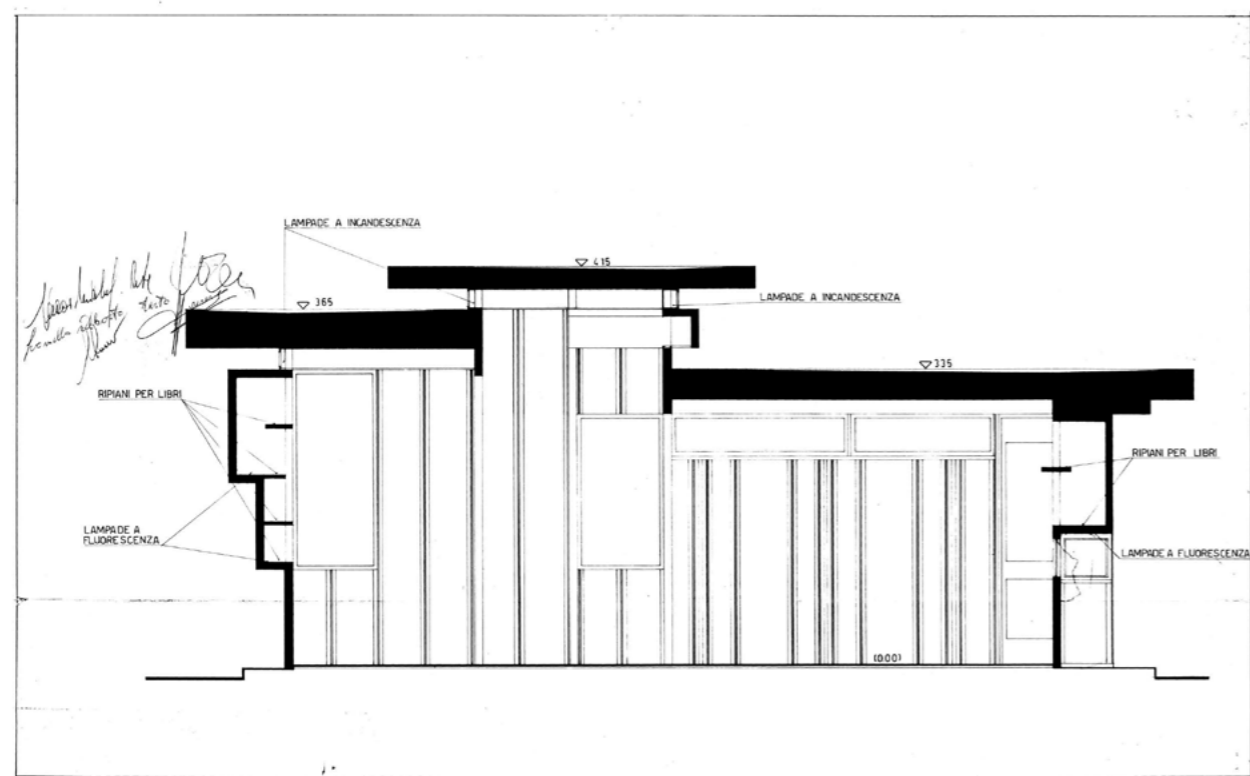 LAMPADE A INCANDESCENZA
415
LAMPADE A INCANDESCENZA
365
335
RIPIANI PER LIBRI
RIPIANI PER LIBRI
LAMPADE A
FLUORESCENZA
LAMPADE A FLUORESCENZA
(0.00)